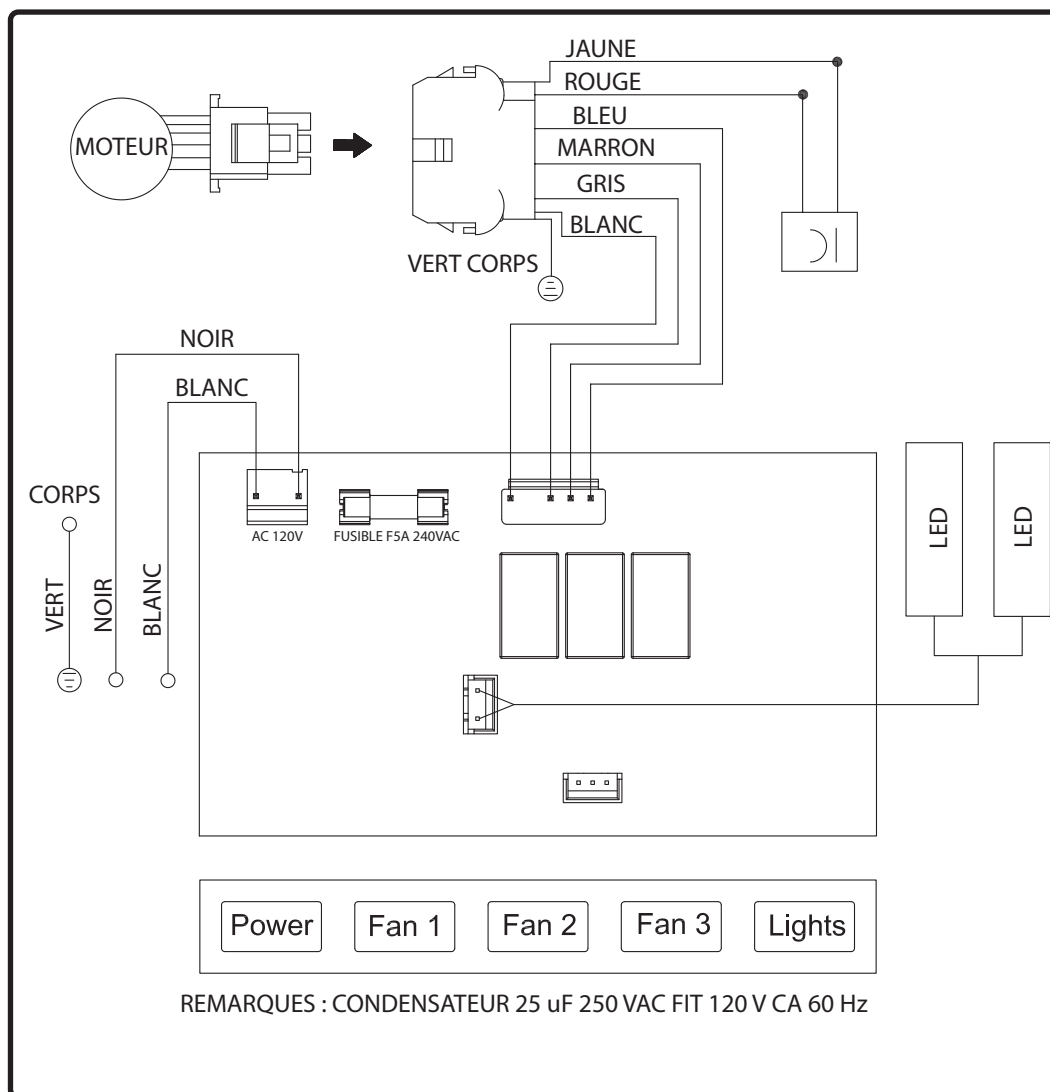 JAUNE
ROUGE
BLEU
MOTEUR
MARRON
GRIS
BLANC
VERT CORPS
NOIR
BLANC
CORPS
AC 120V
FUSIBLE F5A 240VAC
LED
LED
VERT
NOIR
BLANC
Power
Fan 1
Fan 2
Fan 3
Lights
REMARQUES : CONDENSATEUR 25 uF 250 VAC FIT 120 V CA 60 Hz